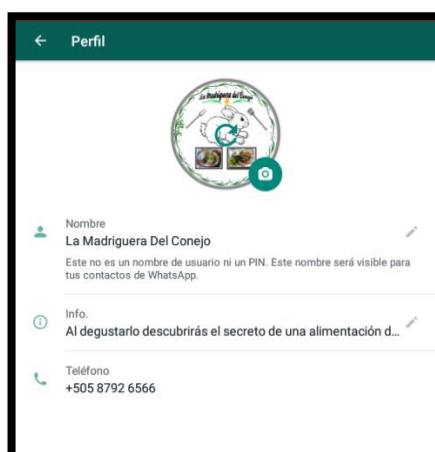 Perfil
La Madriguera del Conejo
Nombre
La Madriguera Del Conejo
Este no es un nombre de usuario ni un PIN. Este nombre será visible para
tus contactos de WhatsApp.
Info.
Al degustarlo descubrirás el secreto de una alimentación d...
Teléfono
+505 8792 6566